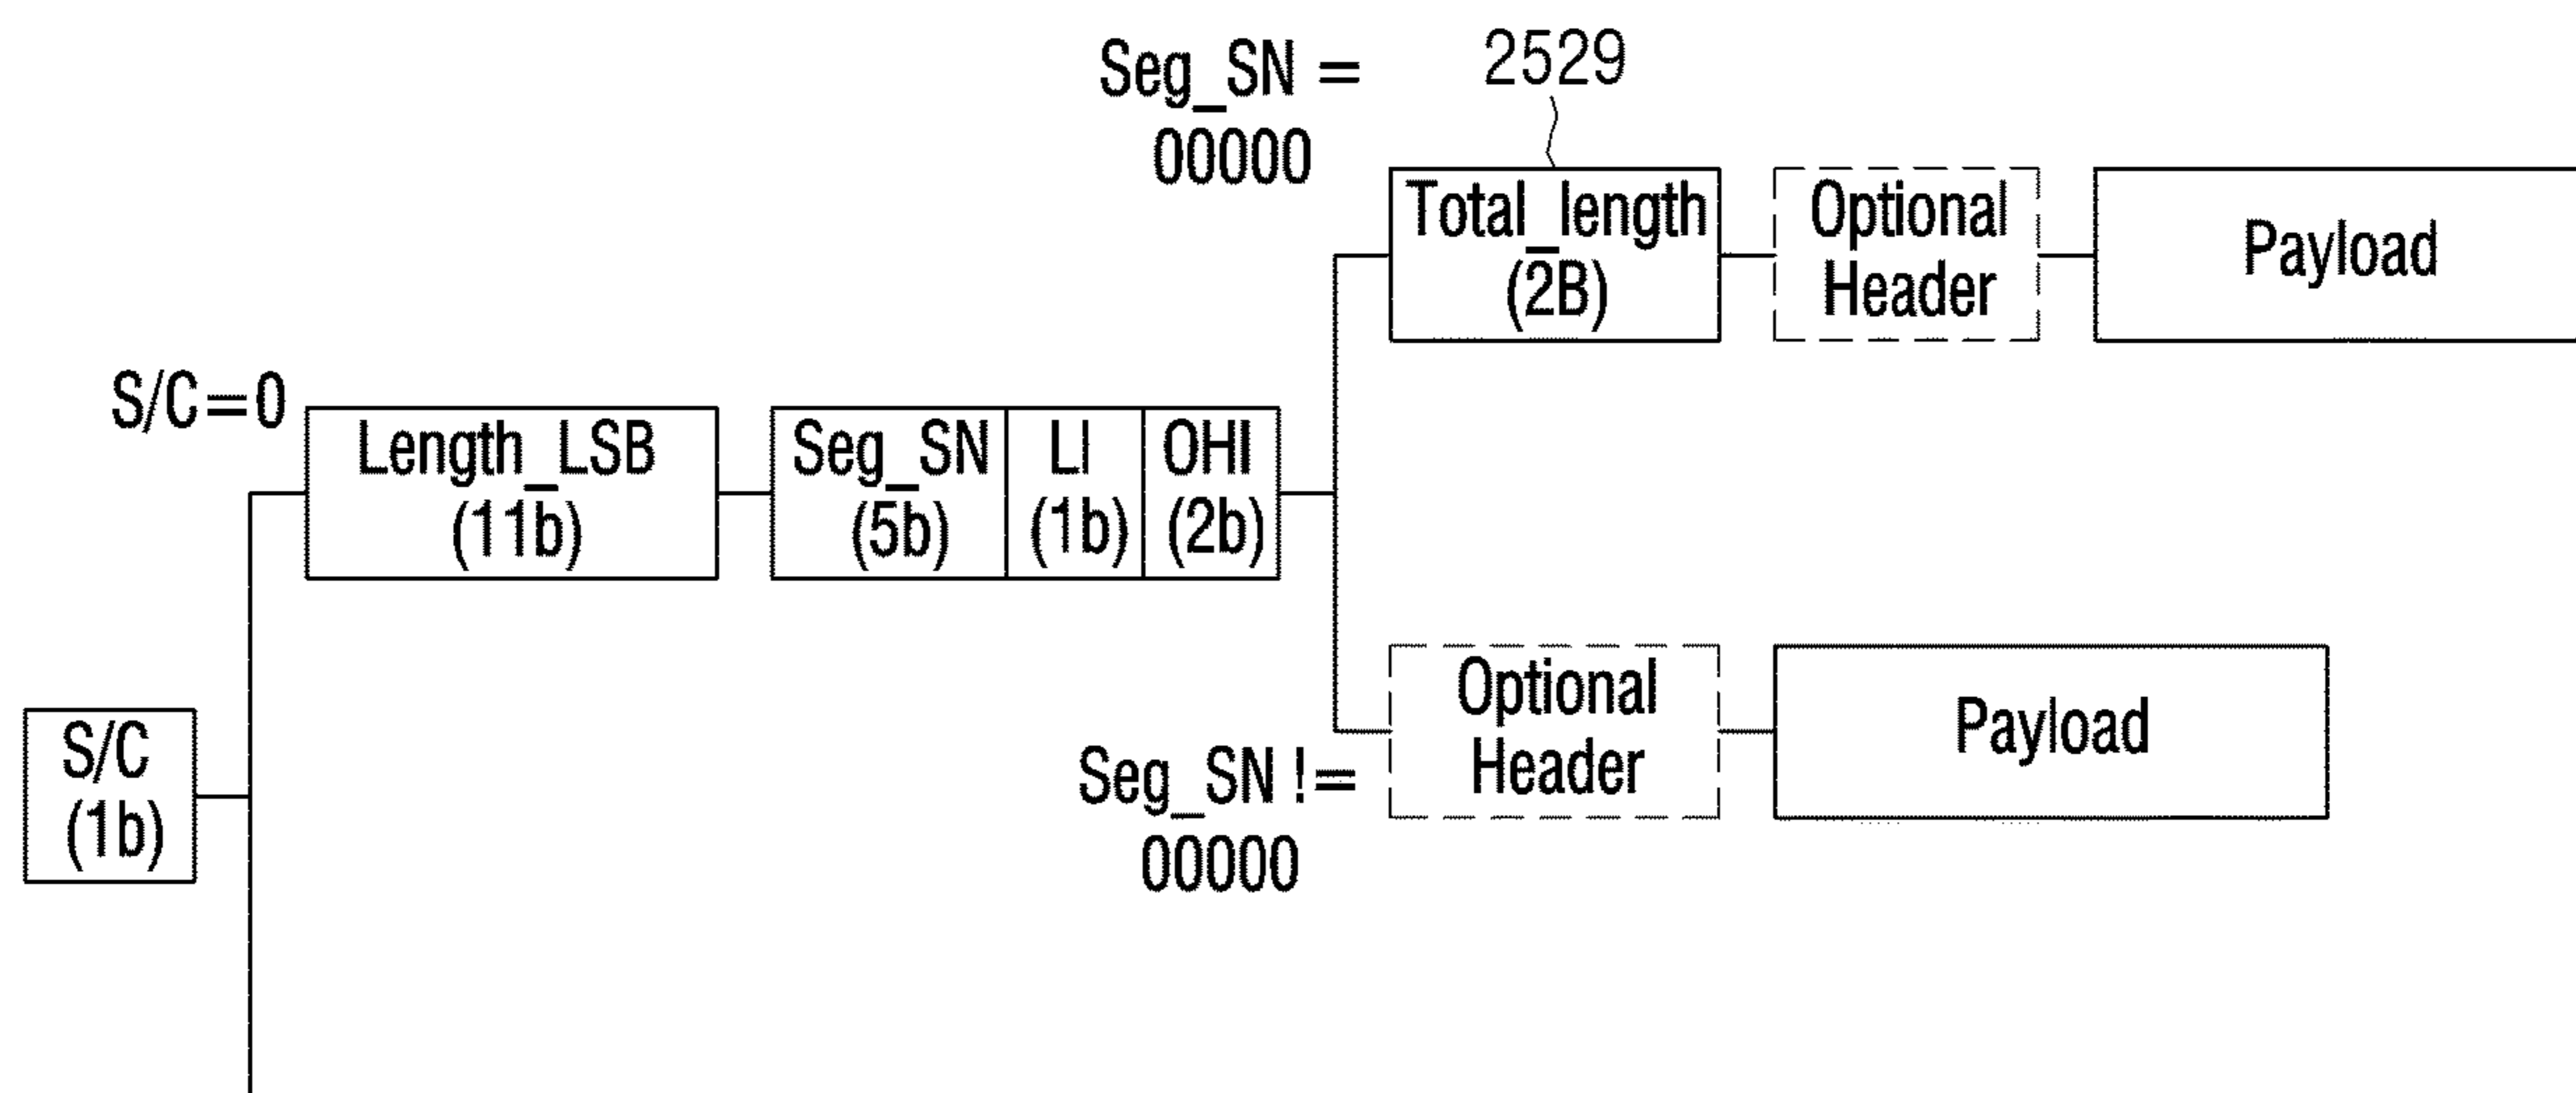 Seg_SN =
00000
2529
Total_length
(2B)
Optional
Header
Payload
S/C=0
Length_LSB
(11b)
Seg_SN
(5b)
LI
(1b)
OHI
(2b)
Seg_SN !=
00000
Optional
Header
Payload
S/C
(1b)